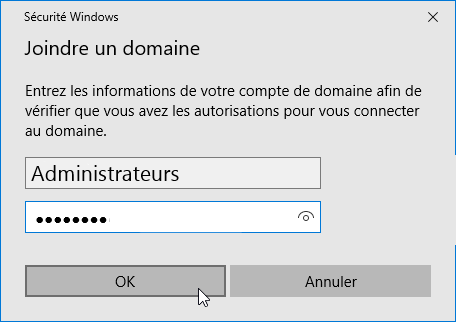 Sécurité Windows
Joindre un domaine
Entrez les informations de votre compte de domaine afin de
vérifier que vous avez les autorisations pour vous connecter
au domaine.
Administrateurs
●●●●●●●●
OK
Annuler